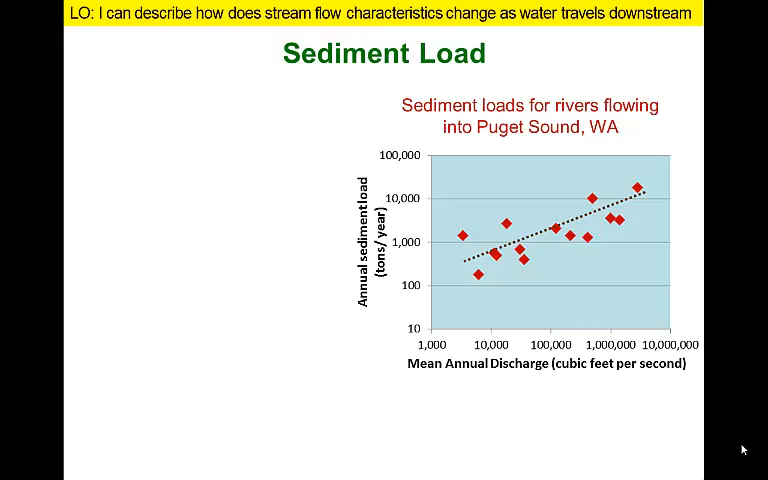 LO: I can describe how does stream flow characteristics change as water travels downstream
Sediment Load
Sediment loads for rivers flowing
into Puget Sound, WA
100,000
10,000
1,000
100
10
Annual sediment load
(tons/ year)
1,000 10,000 100,000 1,000,000 10,000,000
Mean Annual Discharge (cubic feet per second)